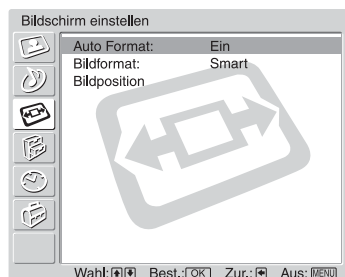 Bildschirm einstellen
Auto Format: Ein
Bildformat: Smart
Bildposition
Wahl: Best.: OK Zur.: Aus: MENU